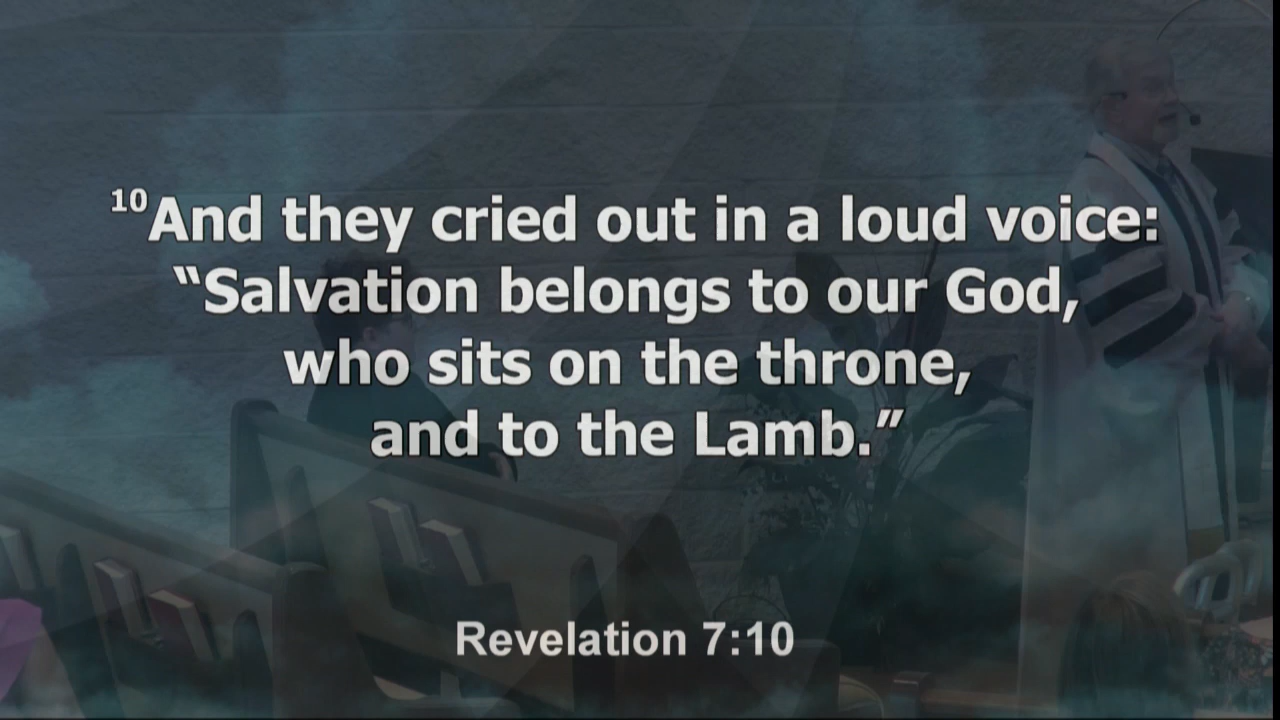 10And they cried out in a loud voice:
“Salvation belongs to our God,
who sits on the throne,
and to the Lamb.”
Revelation 7:10